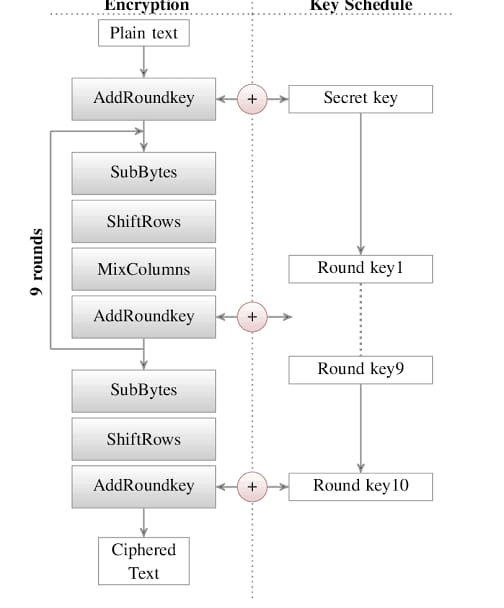 Encryption
Key Schedule
Plain text
AddRoundkey
+
Secret key
SubBytes
ShiftRows
MixColumns
AddRoundkey
+
9 rounds
Round key1
Round key9
SubBytes
ShiftRows
AddRoundkey
+
Round key10
Ciphered
Text